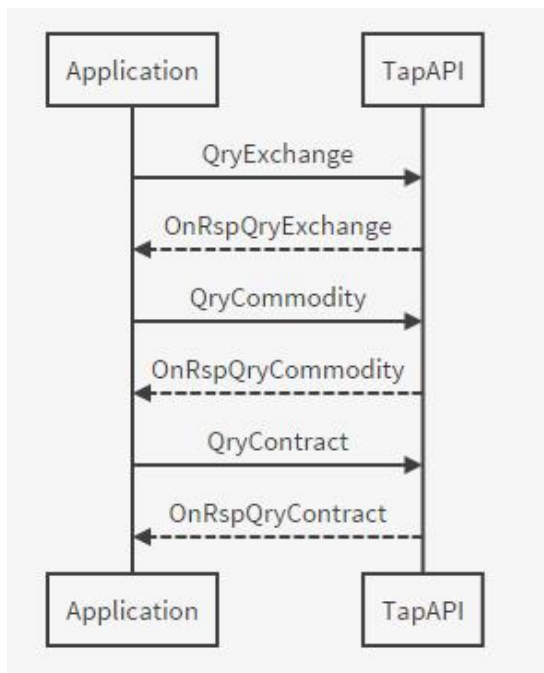 Application TapAPI
QryExchange
OnRspQryExchange
QryCommodity
OnRspQryCommodity
QryContract
OnRspQryContract
Application TapAPI